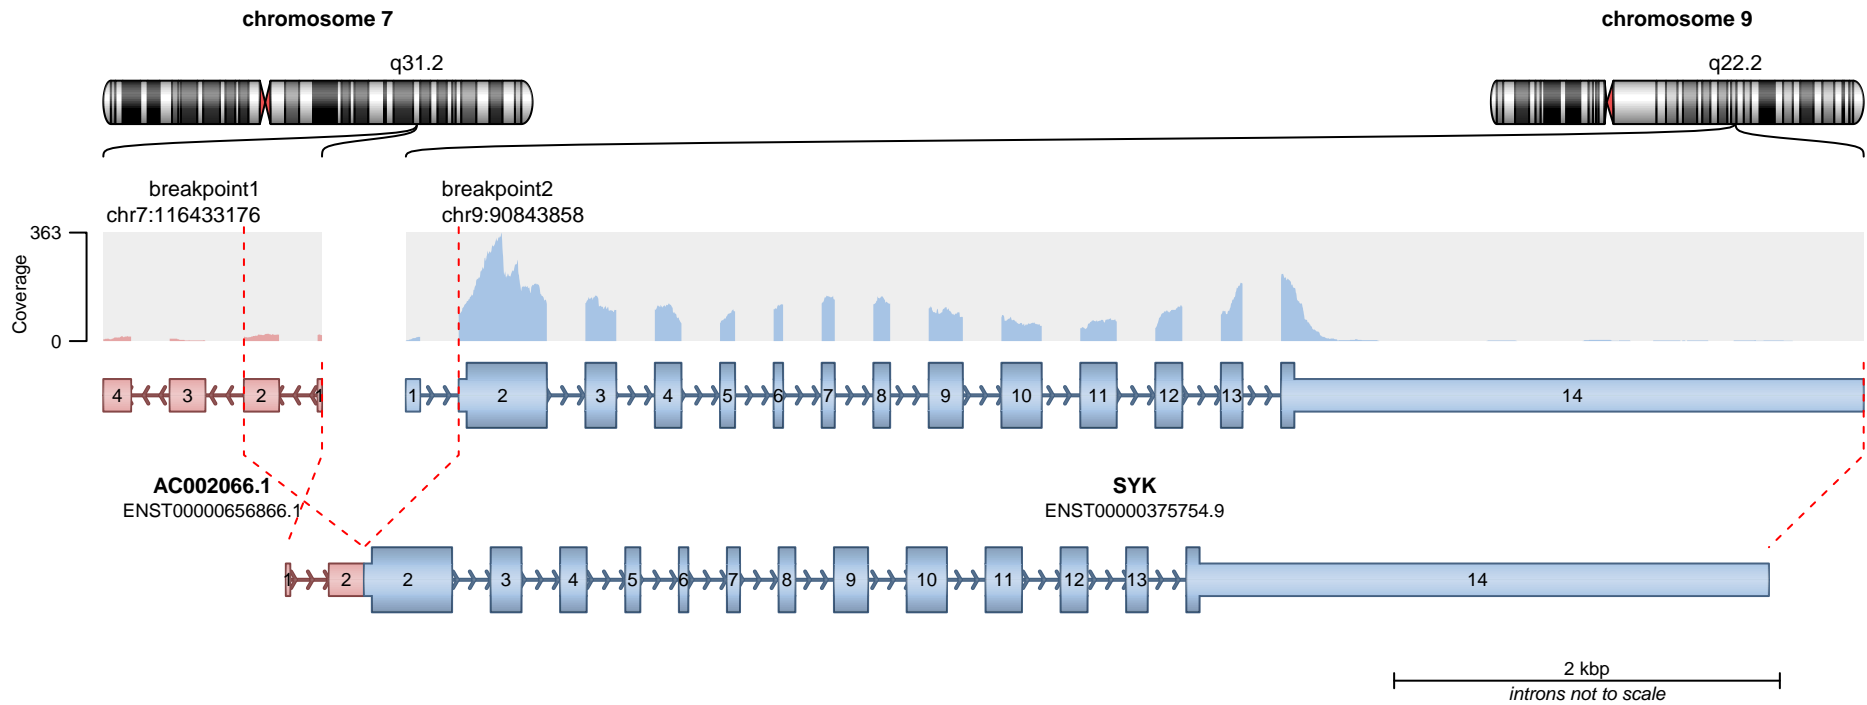 chromosome 7
chromosome 9
q31.2
q22.2
breakpoint1
chr7:116433176
breakpoint2
chr9:90843858
363
0
Coverage
4 3 2 1
1 2 3 4 5 6 7 8 9 10 11 12 13 14
AC002066.1
ENST00000656866.1
SYK
ENST00000375754.9
1 2 2 3 4 5 6 7 8 9 10 11 12 13 14
2 kbp
introns not to scale